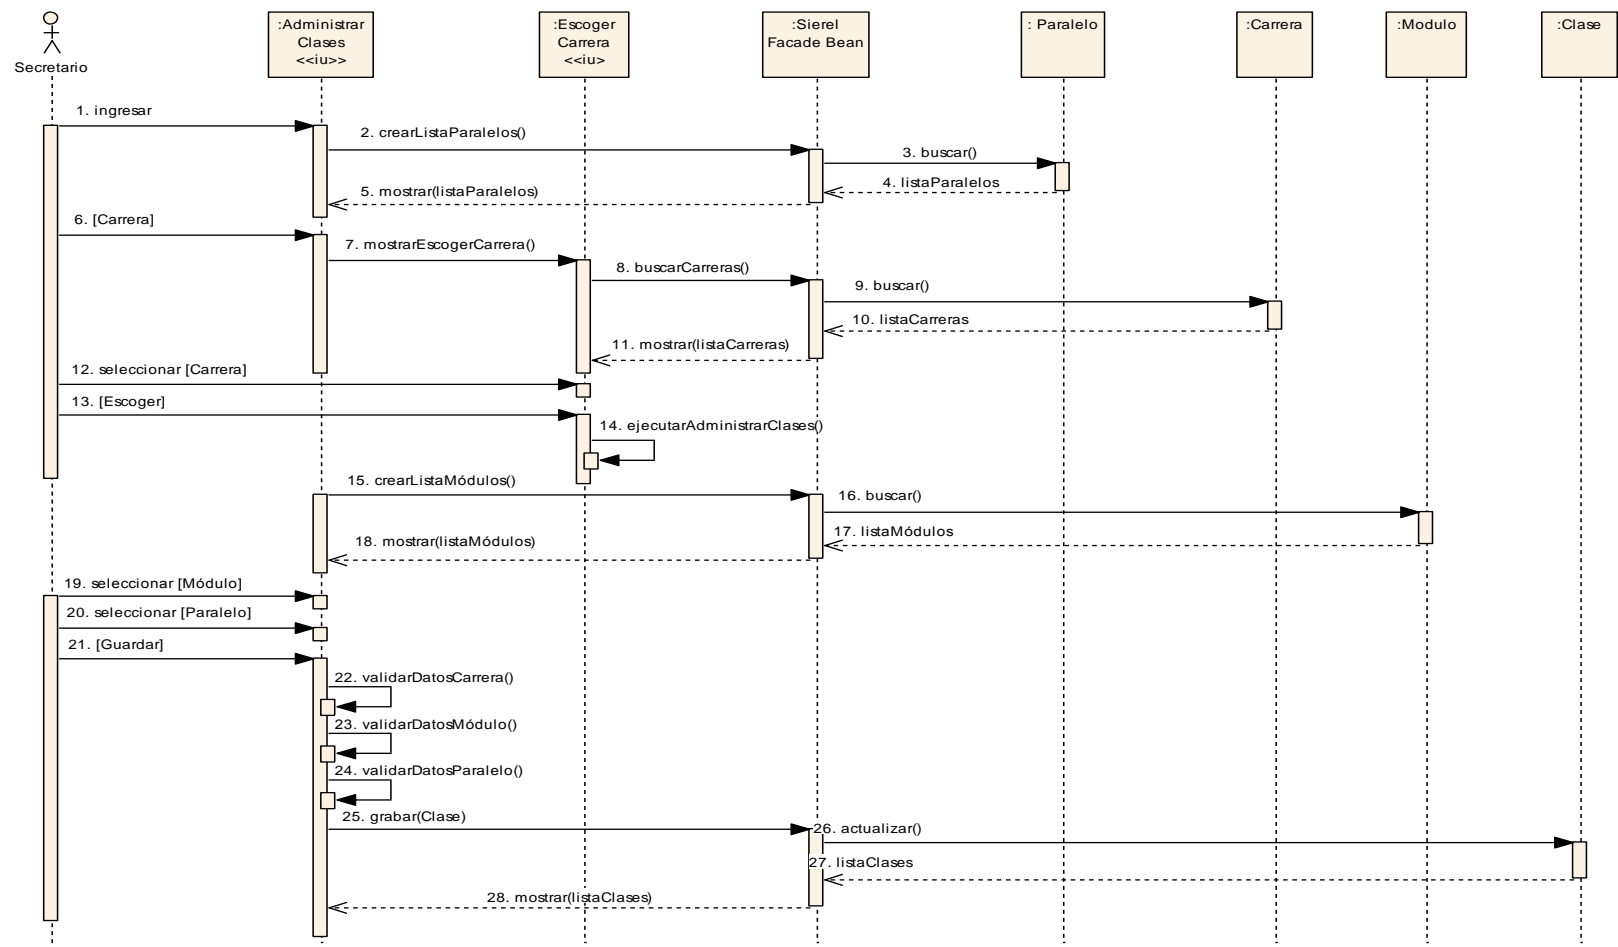 :Administrar
Clases
<<iu>>
:Escoger
Carrera
<<iu>
:Sierel
Facade Bean
: Paralelo
:Carrera
:Modulo
:Clase
Secretario
1. ingresar
2. crearListaParalelos()
3. buscar()
4. listaParalelos
5. mostrar(listaParalelos)
6. [Carrera]
7. mostrarEscogerCarrera()
8. buscarCarreras()
9. buscar()
10. listaCarreras
11. mostrar(listaCarreras)
12. seleccionar [Carrera]
13. [Escoger]
14. ejecutarAdministrarClases()
15. crearListaMódulos()
16. buscar()
17. listaMódulos
18. mostrar(listaMódulos)
19. seleccionar [Módulo]
20. seleccionar [Paralelo]
21. [Guardar]
22. validarDatosCarrera()
23. validarDatosMódulo()
24. validarDatosParalelo()
25. grabar(Clase)
26. actualizar()
27. listaClases
28. mostrar(listaClases)